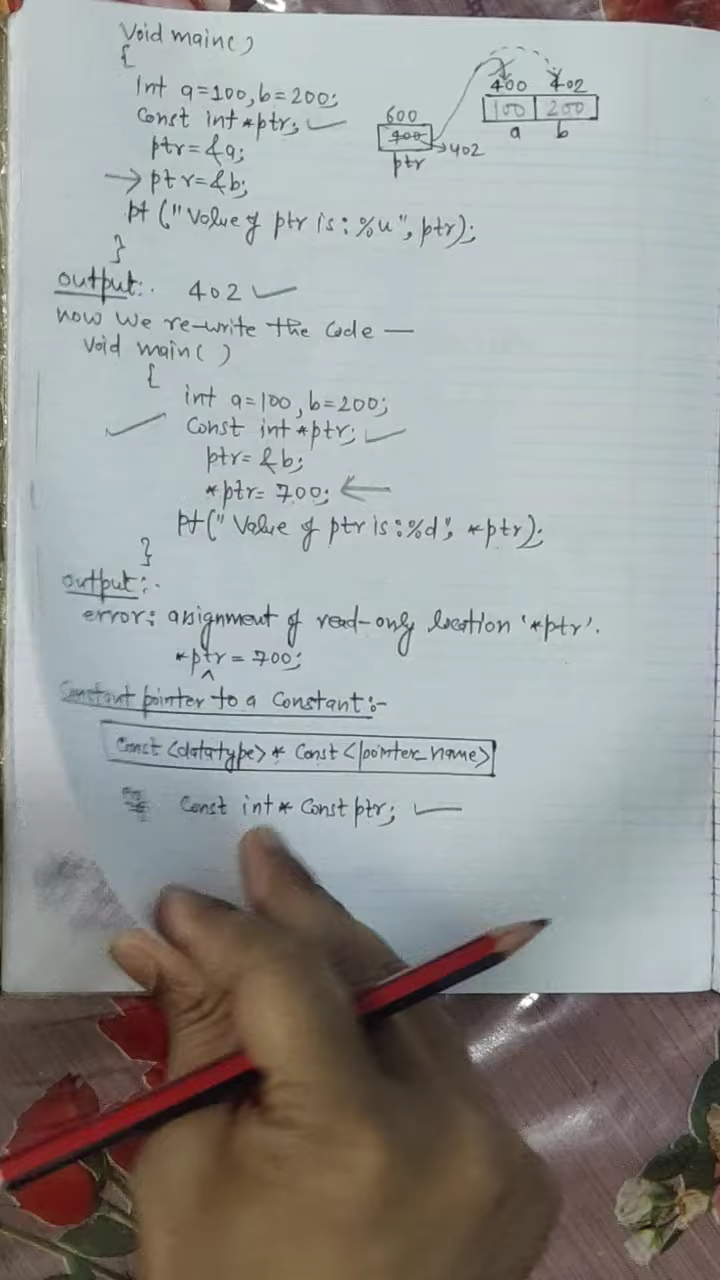 Void main()
{
int a=100,b=200;
Const int *ptr;
ptr=&a;
→ ptr=&b;
pt ("Value of ptr is: %u", ptr);
}
600
400
→402
ptr
400 402
100 200
a b
output:. 402
now we re-write the code —
void main( )
{
int a=100,b=200;
Const int *ptr;
ptr=&b;
*ptr= 700; ←
pt("Value of ptr is:%d", *ptr);
}
output:.
error: assignment of read-only location '*ptr'.
*ptr = 700;
^
Constant pointer to a Constant:-
Const <datatype> * Const <pointer_name>
Const int * Const ptr;